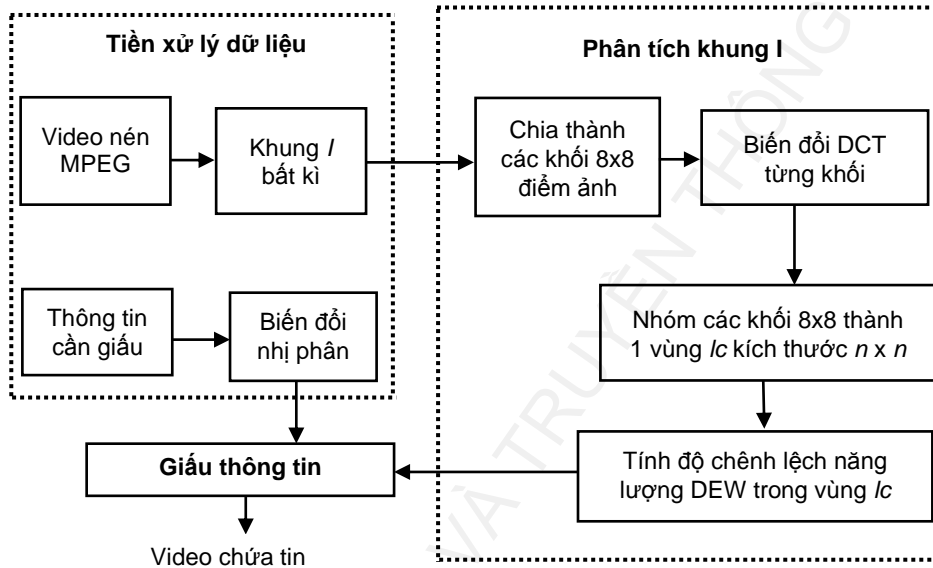 Tiền xử lý dữ liệu
Video nén
MPEG
Khung I
bất kì
Thông tin
cần giấu
Biến đổi
nhị phân
Phân tích khung I
Chia thành
các khối 8x8
điểm ảnh
Biến đổi DCT
từng khối
Nhóm các khối 8x8 thành
1 vùng lc kích thước n x n
Tính độ chênh lệch năng
lượng DEW trong vùng lc
Giấu thông tin
Video chứa tin
VÀ TRUYỀN THÔNG